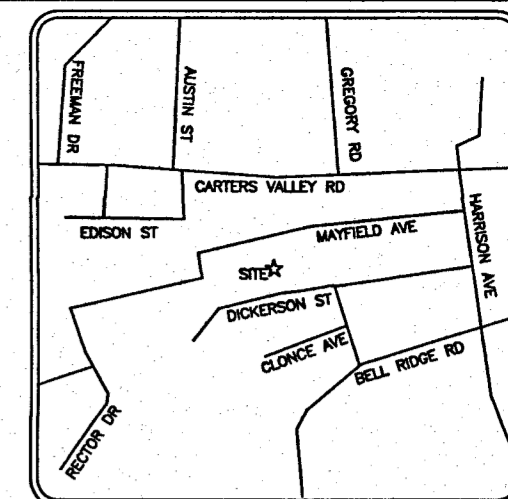 FREEMAN DR
AUSTIN ST
GREGORY RD
CARTERS VALLEY RD
EDISON ST
MAYFIELD AVE
HARRISON AVE
SITE
DICKERSON ST
CLONCE AVE
BELL RIDGE RD
RECTOR DR